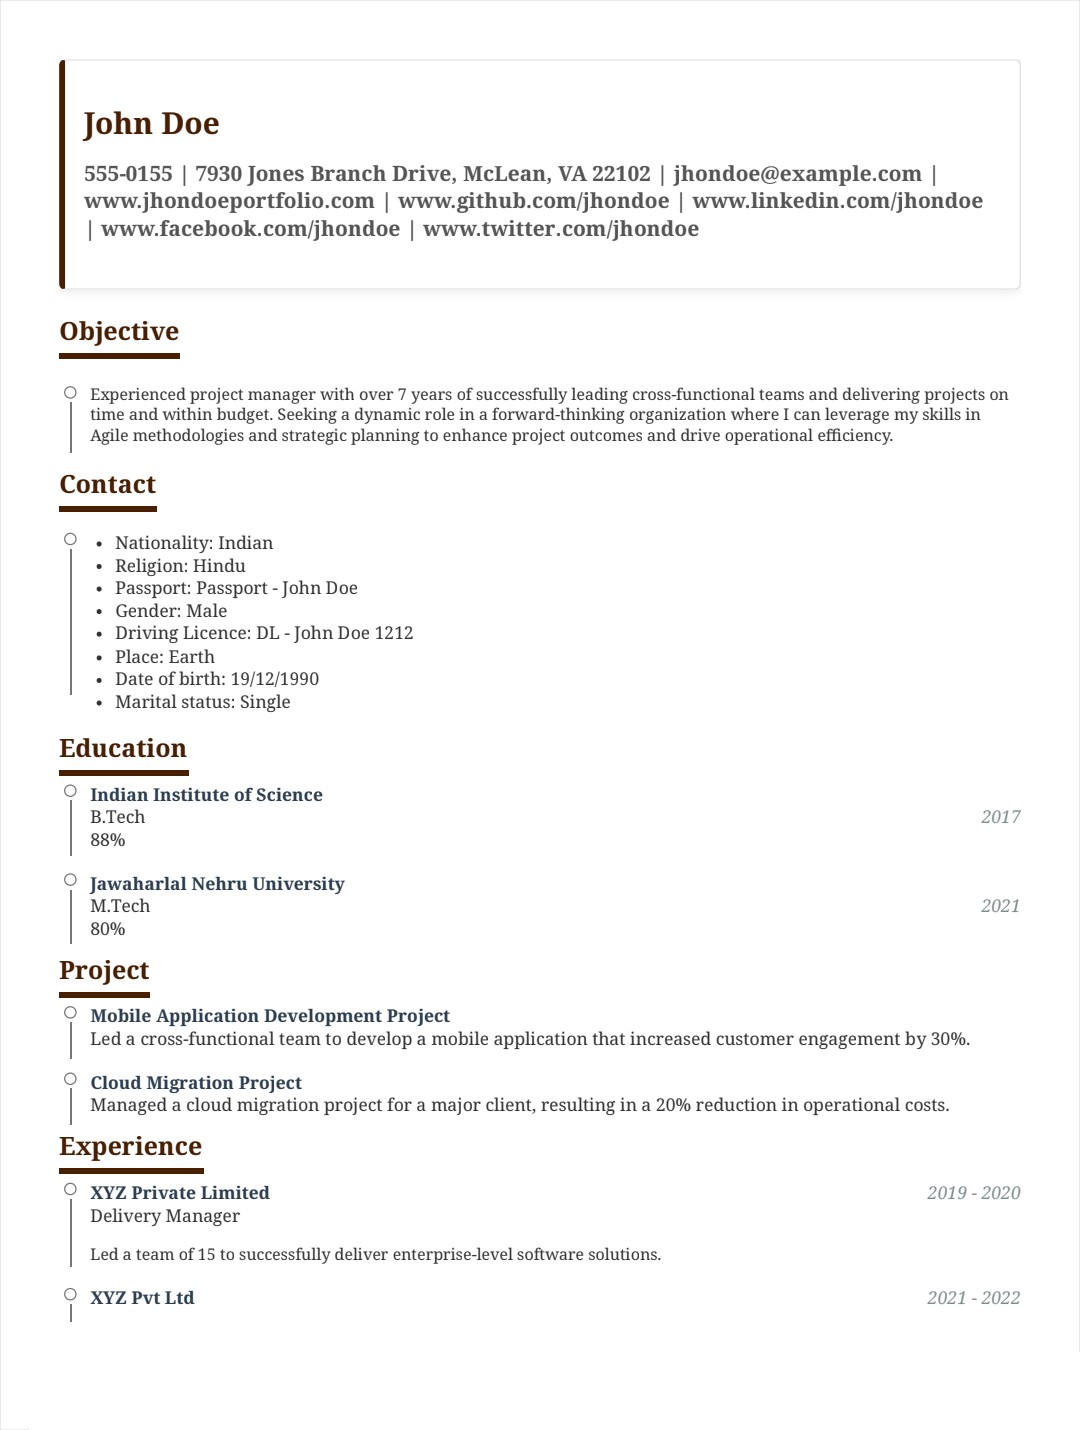 John Doe
555-0155 | 7930 Jones Branch Drive, McLean, VA 22102 | jhondoe@example.com |
www.jhondoeportfolio.com | www.github.com/jhondoe | www.linkedin.com/jhondoe
| www.facebook.com/jhondoe | www.twitter.com/jhondoe
Objective
Experienced project manager with over 7 years of successfully leading cross-functional teams and delivering projects on
time and within budget. Seeking a dynamic role in a forward-thinking organization where I can leverage my skills in
Agile methodologies and strategic planning to enhance project outcomes and drive operational efficiency.
Contact
• Nationality: Indian
• Religion: Hindu
• Passport: Passport - John Doe
• Gender: Male
• Driving Licence: DL - John Doe 1212
• Place: Earth
• Date of birth: 19/12/1990
• Marital status: Single
Education
Indian Institute of Science
B.Tech 2017
88%
Jawaharlal Nehru University
M.Tech 2021
80%
Project
Mobile Application Development Project
Led a cross-functional team to develop a mobile application that increased customer engagement by 30%.
Cloud Migration Project
Managed a cloud migration project for a major client, resulting in a 20% reduction in operational costs.
Experience
XYZ Private Limited 2019 - 2020
Delivery Manager
Led a team of 15 to successfully deliver enterprise-level software solutions.
XYZ Pvt Ltd 2021 - 2022